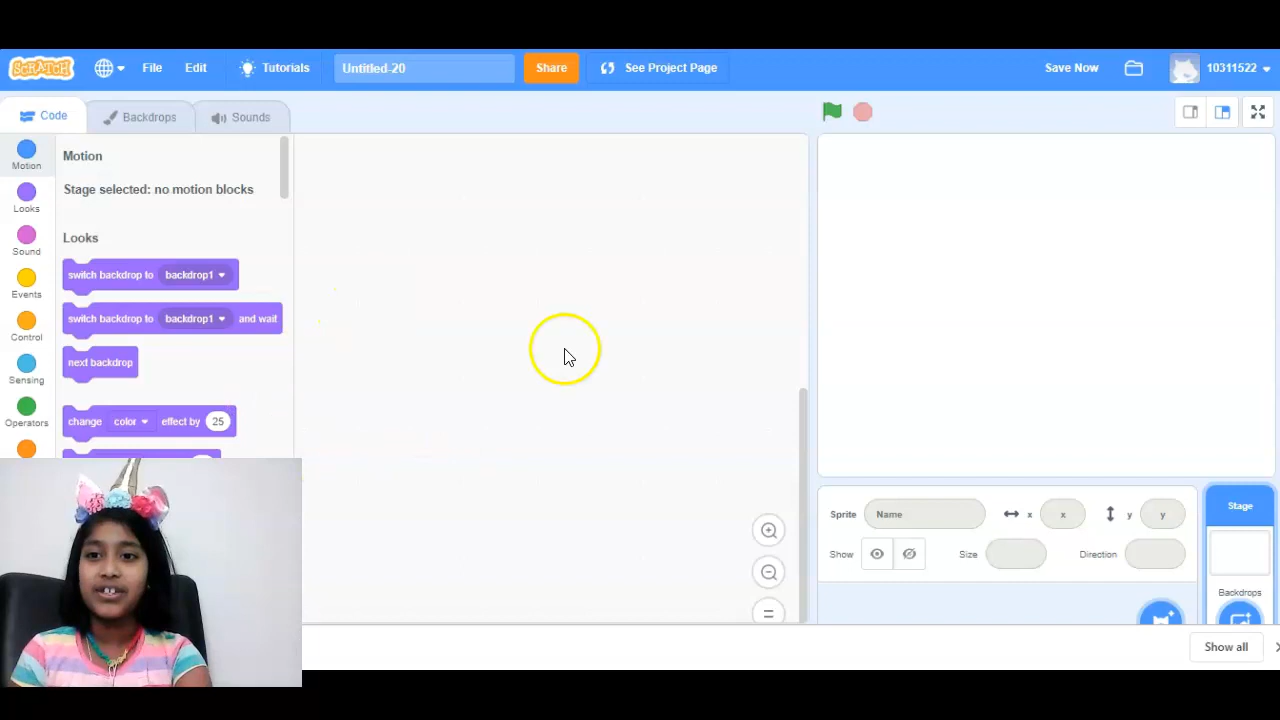 SCRATCH File Edit Tutorials Untitled-20 Share See Project Page Save Now 10311522
Code Backdrops Sounds
Motion
Looks
Sound
Events
Control
Sensing
Operators
Motion
Stage selected: no motion blocks
Looks
switch backdrop to backdrop1
switch backdrop to backdrop1 and wait
next backdrop
change color effect by 25
Sprite Name x x y y
Show Size Direction
Stage
Backdrops
Show all